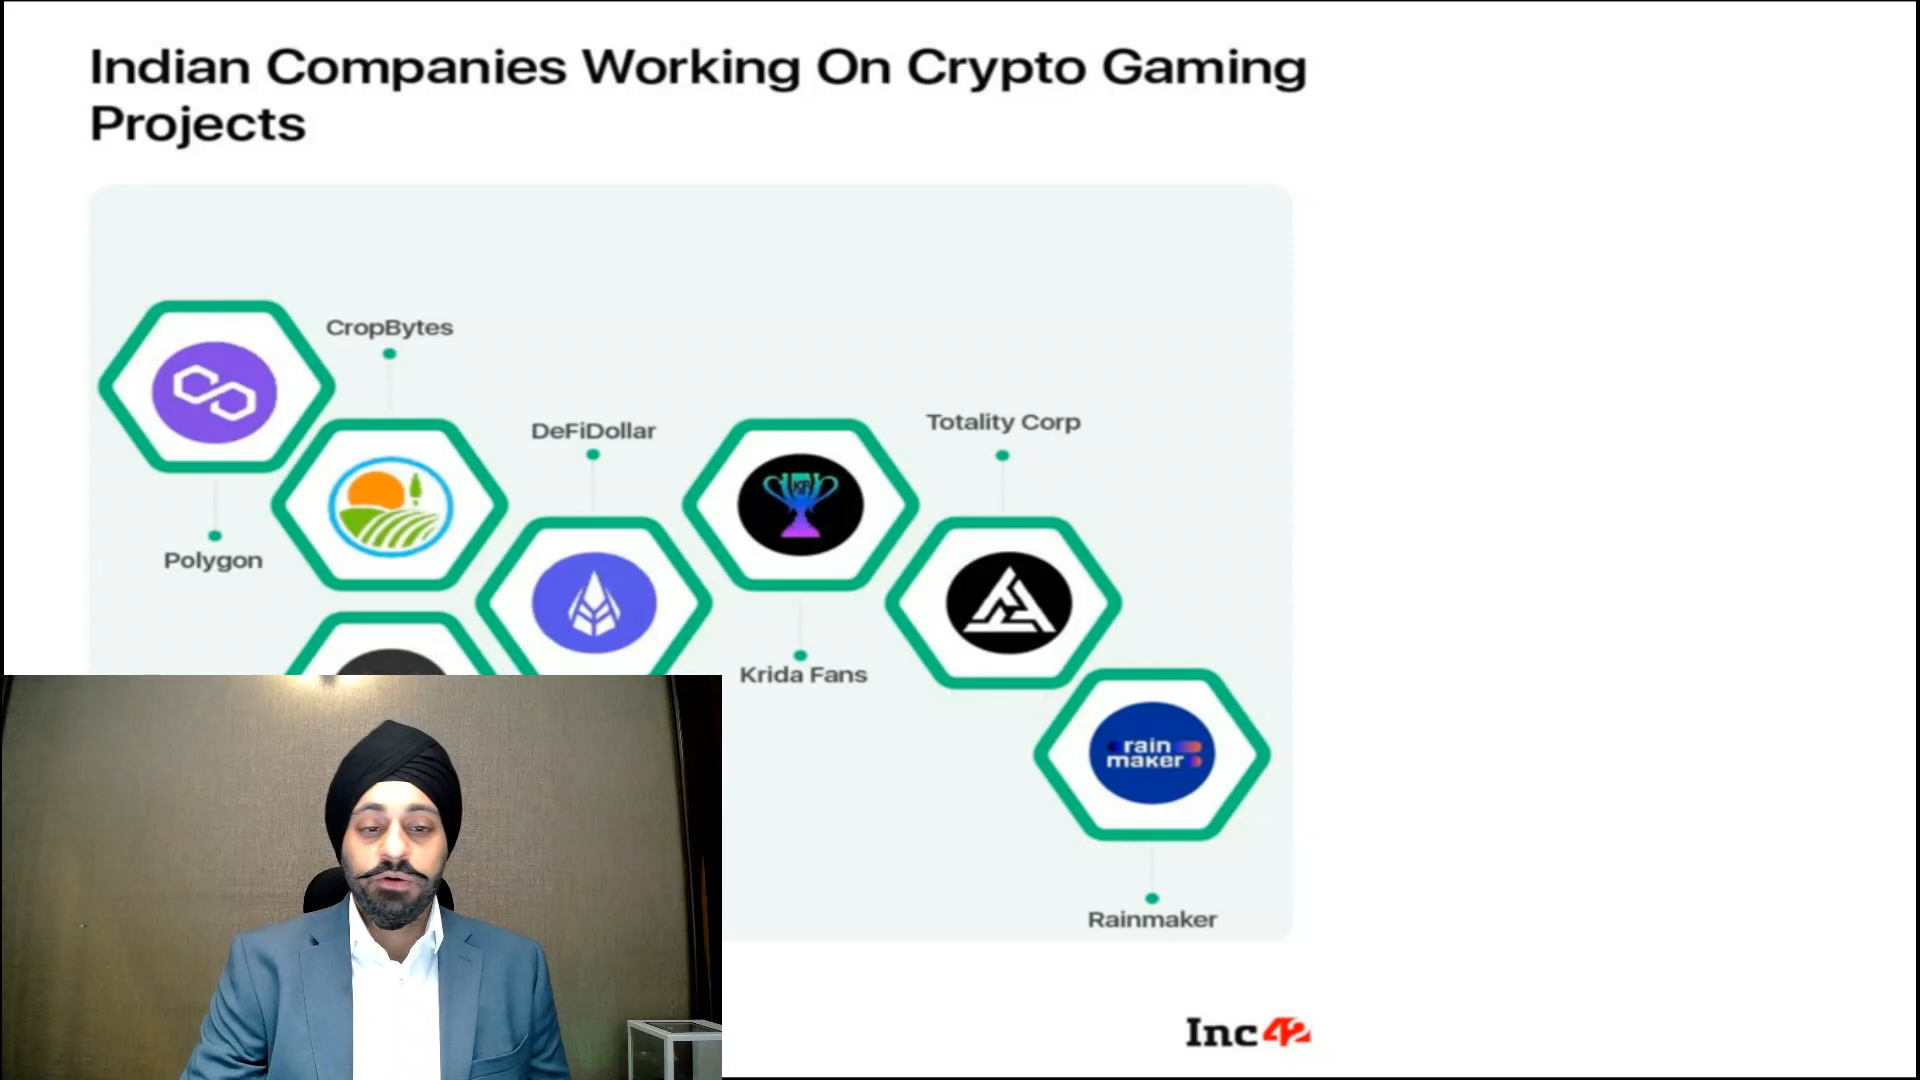 Indian Companies Working On Crypto Gaming
Projects
CropBytes
Totality Corp
DeFiDollar
Polygon
Krida Fans
rain
maker
Rainmaker
Inc42